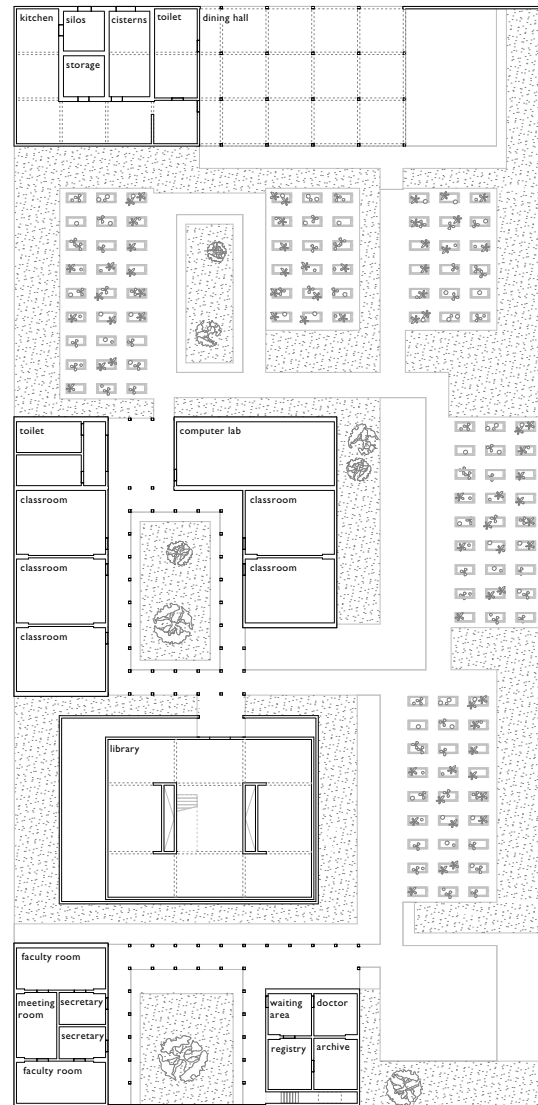 kitchen
silos
cisterns
toilet
dining hall
storage
toilet
computer lab
classroom
classroom
classroom
classroom
classroom
library
faculty room
meeting
room
secretary
secretary
faculty room
waiting
area
doctor
registry
archive